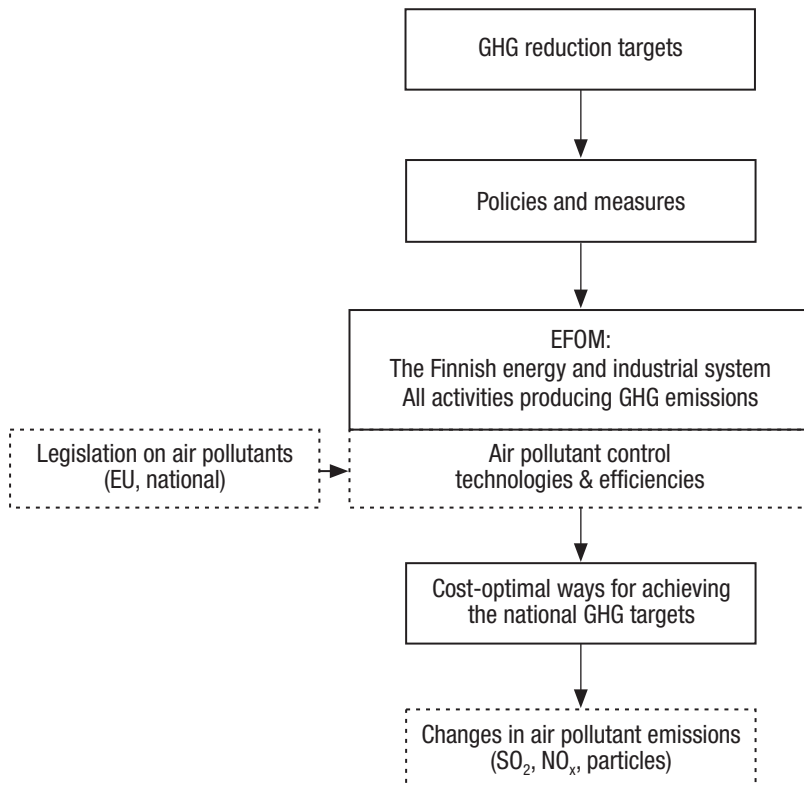 GHG reduction targets
Policies and measures
EFOM:
The Finnish energy and industrial system
All activities producing GHG emissions
Legislation on air pollutants
(EU, national)
Air pollutant control
technologies & efficiencies
Cost-optimal ways for achieving
the national GHG targets
Changes in air pollutant emissions
(SO₂, NOₓ, particles)